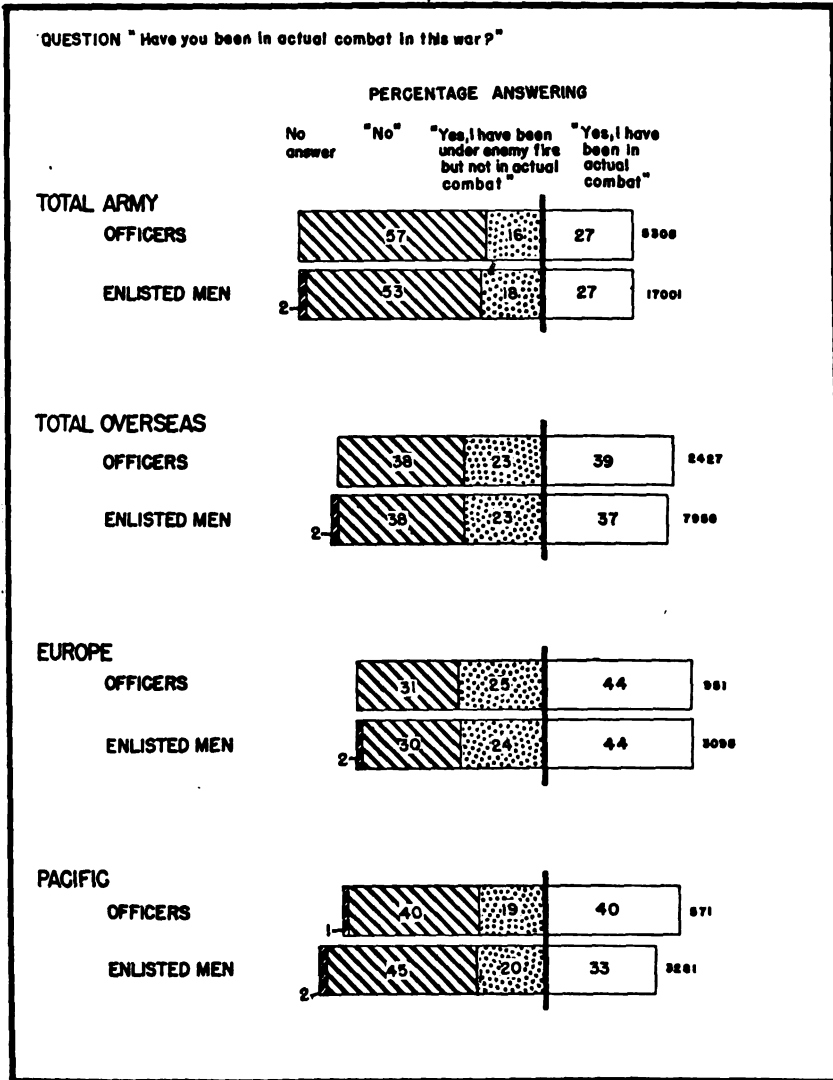 QUESTION "Have you been in actual combat in this war?"
PERCENTAGE ANSWERING
No answer
"No"
"Yes, I have been under enemy fire but not in actual combat"
"Yes, I have been in actual combat"
TOTAL ARMY
OFFICERS 57 16 27
ENLISTED MEN 2 53 18 27 17001
TOTAL OVERSEAS
OFFICERS 38 23 39 2427
ENLISTED MEN 2 38 23 37
EUROPE
OFFICERS 31 25 44
ENLISTED MEN 2 30 24 44
PACIFIC
OFFICERS 1 40 19 40
ENLISTED MEN 2 45 20 33